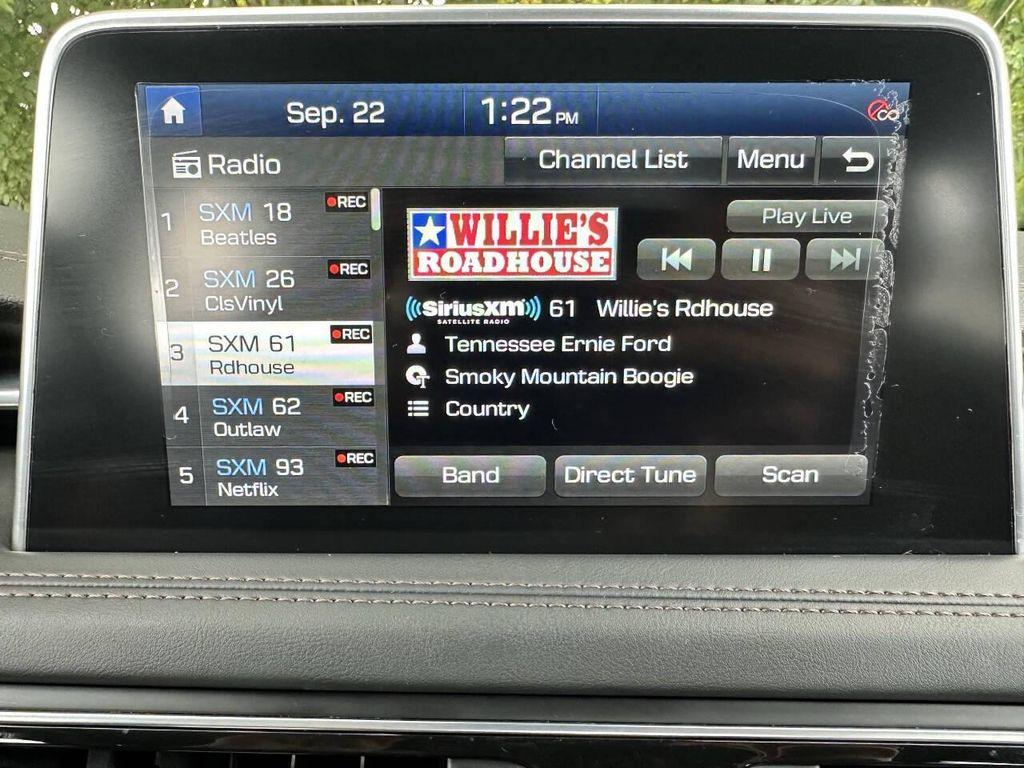 Sep. 22
1:22 PM
Radio
Channel List
Menu
1
SXM 18
REC
Beatles
2
SXM 26
REC
ClsVinyl
3
SXM 61
REC
Rdhouse
4
SXM 62
REC
Outlaw
5
SXM 93
REC
Netflix
WILLIE'S
ROADHOUSE
Play Live
((SiriusXM)) 61 Willie's Rdhouse
SATELLITE RADIO
Tennessee Ernie Ford
Smoky Mountain Boogie
Country
Band
Direct Tune
Scan